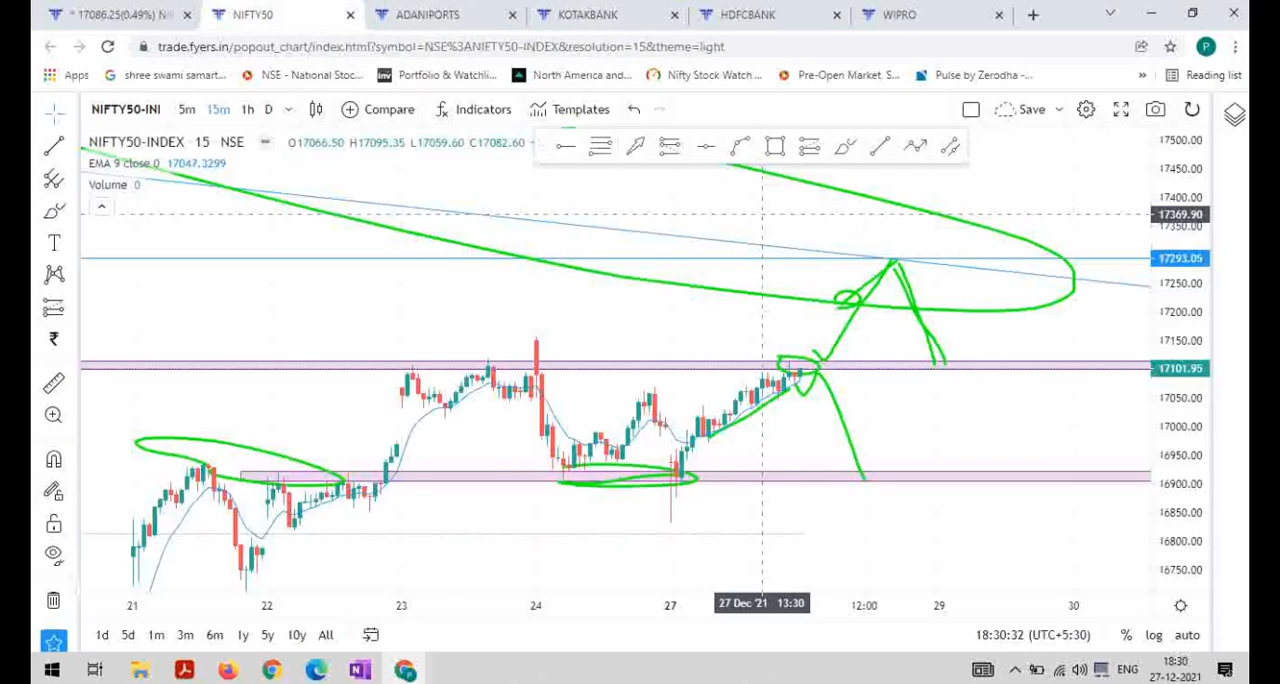 * 17086.25(0.49%) NI
NIFTY50
ADANIPORTS
KOTAKBANK
HDFCBANK
WIPRO
trade.fyers.in/popout_chart/index.html?symbol=NSE%3ANIFTY50-INDEX&resolution=15&theme=light
P
Apps
shree swami samart...
NSE - National Stoc...
Inv
Portfolio & Watchli...
North America and...
Nifty Stock Watch ...
Pre-Open Market, S...
Pulse by Zerodha -...
»
Reading list
NIFTY50-INI 5m 15m 1h D Compare Indicators Templates Save
NIFTY50-INDEX 15 NSE O17066.50 H17095.35 L17059.60 C17082.60
EMA 9 close 0 17047.3299
Volume 0
17500.00
17450.00
17400.00
17369.90
17350.00
17293.05
17250.00
17200.00
17150.00
17101.95
17050.00
17000.00
16950.00
16900.00
16850.00
16800.00
16750.00
21 22 23 24 27 27 Dec '21 13:30 12:00 29 30
1d 5d 1m 3m 6m 1y 5y 10y All 18:30:32 (UTC+5:30) % log auto
ENG
18:30
27-12-2021